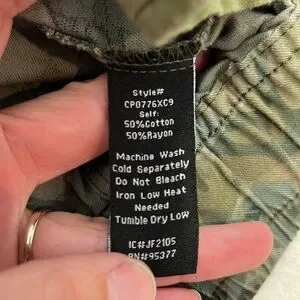 Style#
CP0776XC9
Self:
50%Cotton
50%Rayon
Machine Wash
Cold Separately
Do Not Bleach
Iron Low Heat
Needed
Tumble Dry Low
IC#JF2105
RN#95377